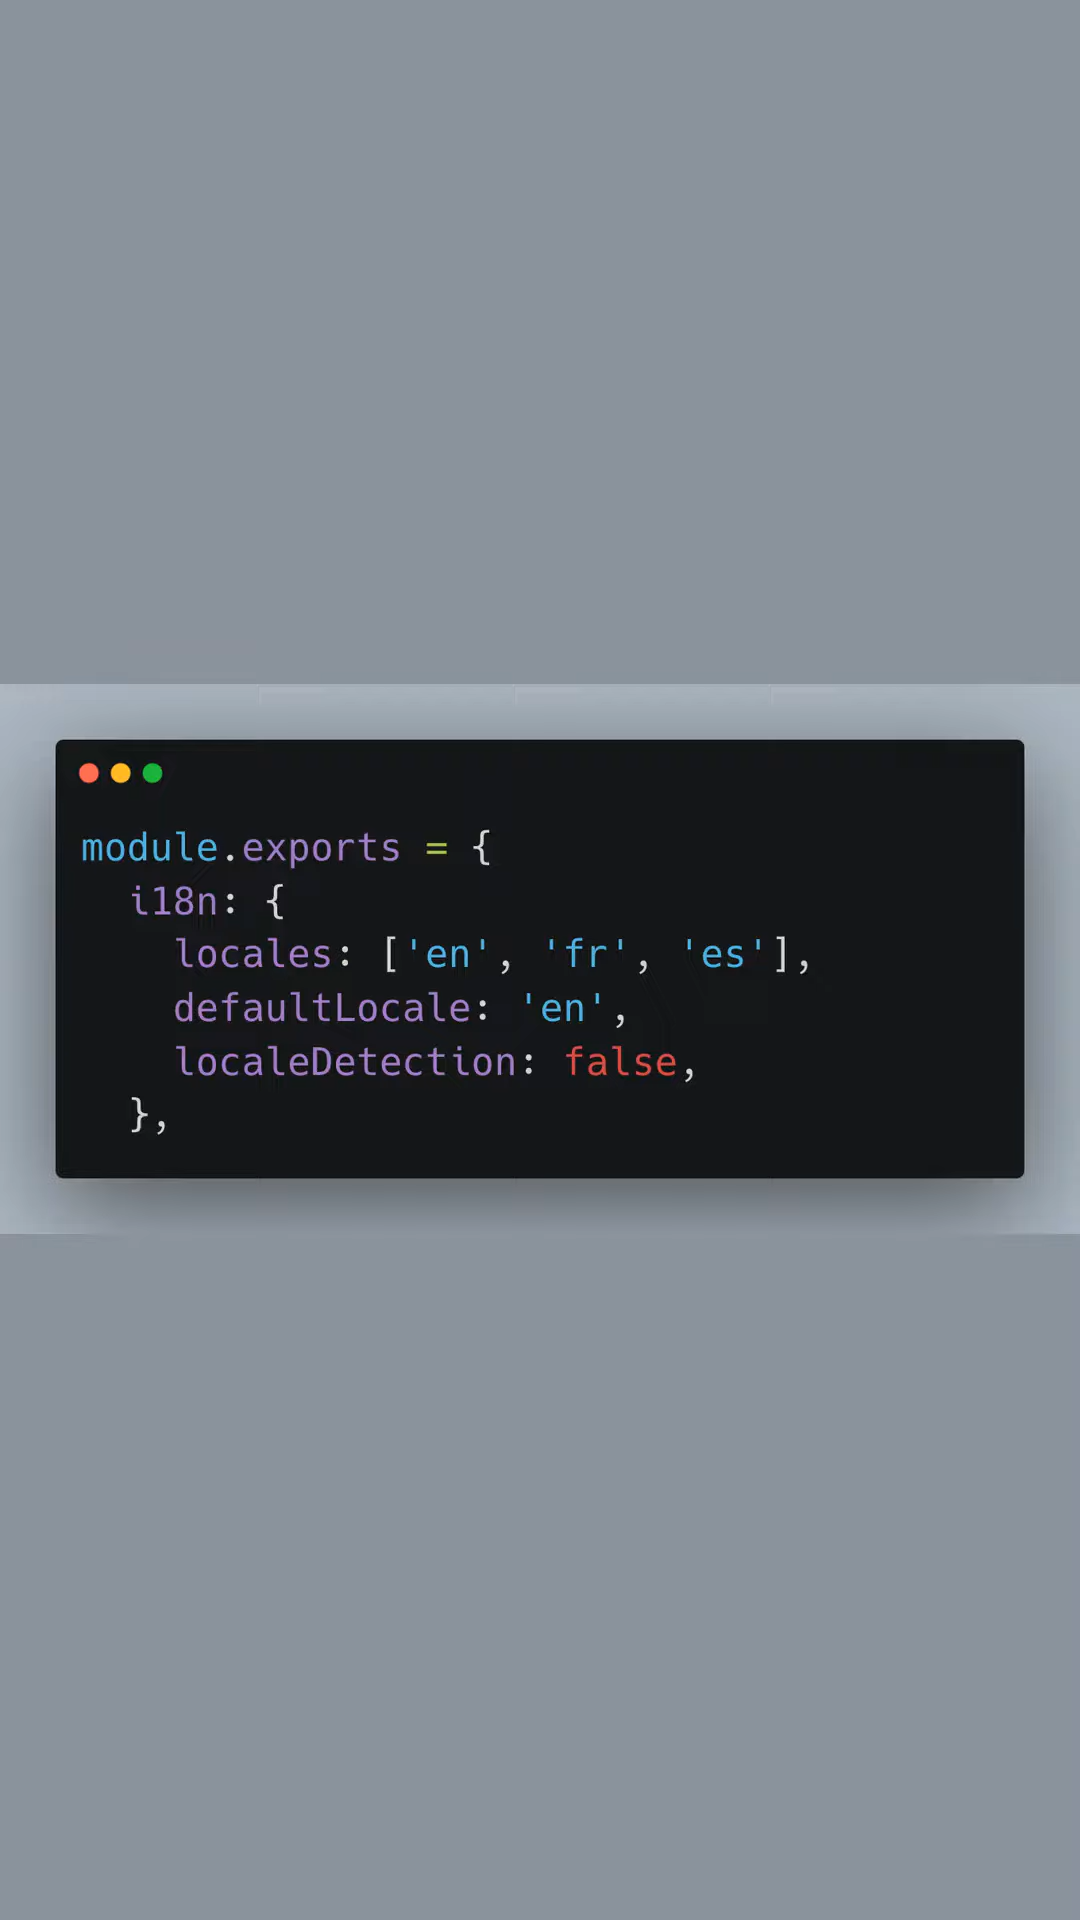 module.exports = {
  i18n: {
    locales: ['en', 'fr', 'es'],
    defaultLocale: 'en',
    localeDetection: false,
  },